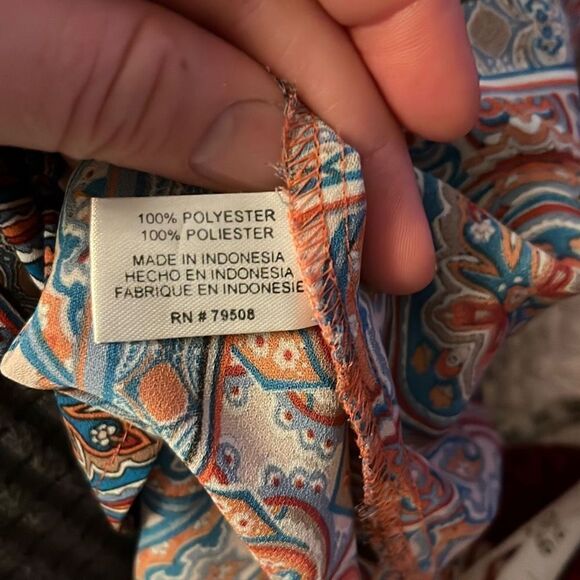 100% POLYESTER
100% POLIESTER
MADE IN INDONESIA
HECHO EN INDONESIA
FABRIQUE EN INDONESIE
RN # 79508